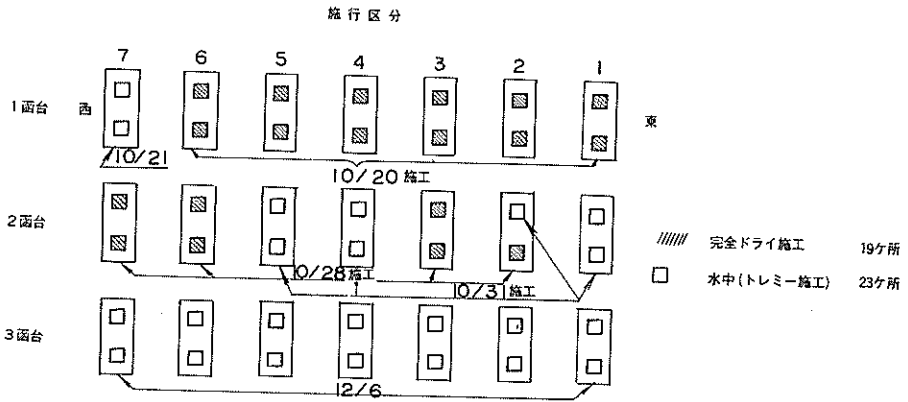 施行区分
7 6 5 4 3 2 1
1函台 西 東
10/21
10/20 施工
2函台
////// 完全ドライ施工 19ケ所
10/28 施工
水中(トレミー施工) 23ケ所
10/31 施工
3函台
12/6